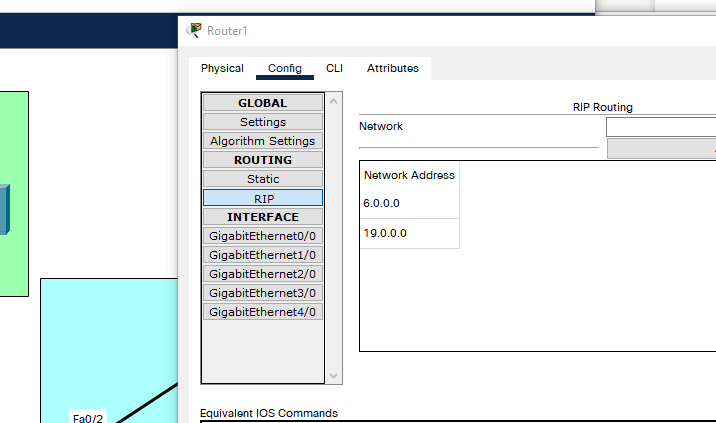 Router1
Physical Config CLI Attributes
GLOBAL
Settings
Algorithm Settings
ROUTING
Static
RIP
INTERFACE
GigabitEthernet0/0
GigabitEthernet1/0
GigabitEthernet2/0
GigabitEthernet3/0
GigabitEthernet4/0
RIP Routing
Network
Network Address
6.0.0.0
19.0.0.0
Equivalent IOS Commands
Fa0/2